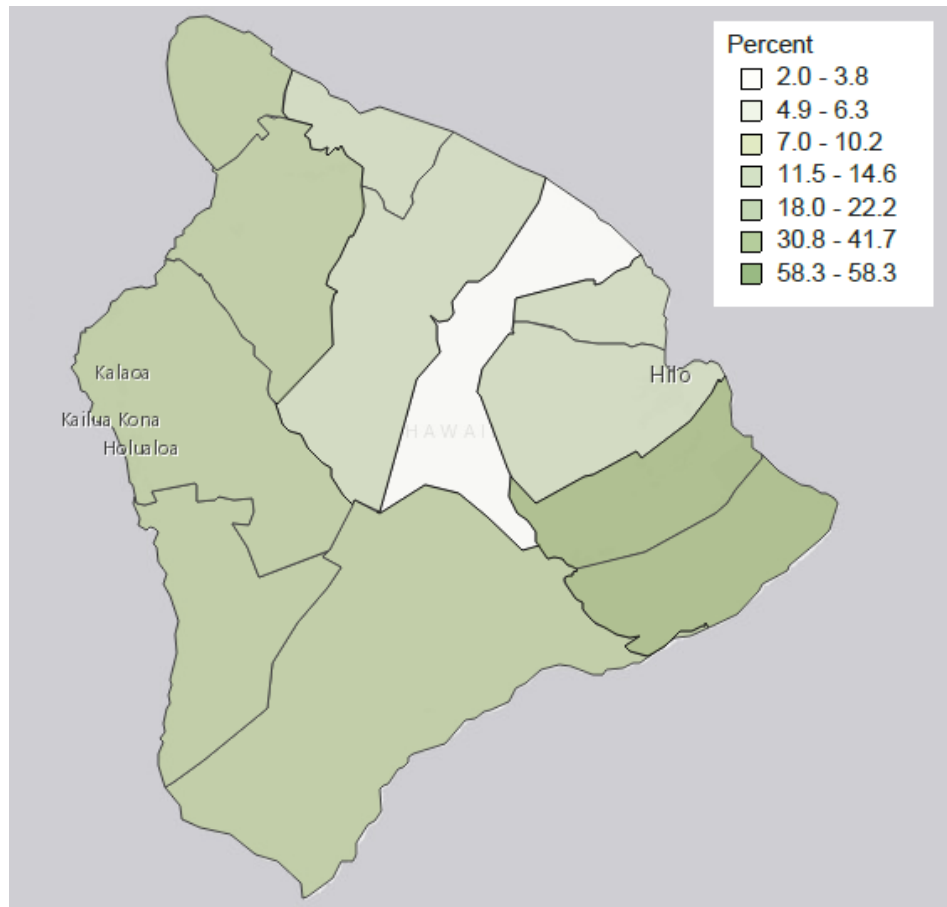 Percent
2.0 - 3.8
4.9 - 6.3
7.0 - 10.2
11.5 - 14.6
18.0 - 22.2
30.8 - 41.7
58.3 - 58.3
Kalaoa
Hilo
Kailua Kona
HAWAI
Holualoa